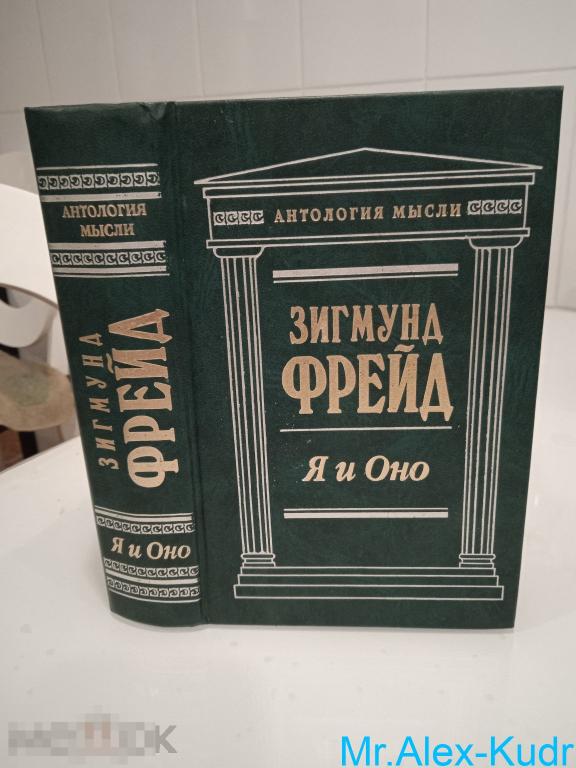 АНТОЛОГИЯ
МЫСЛИ
ЗИГМУНД
ФРЕЙД
Я и Оно
АНТОЛОГИЯ МЫСЛИ
ЗИГМУНД
ФРЕЙД
Я и Оно
Mr.Alex-Kudr